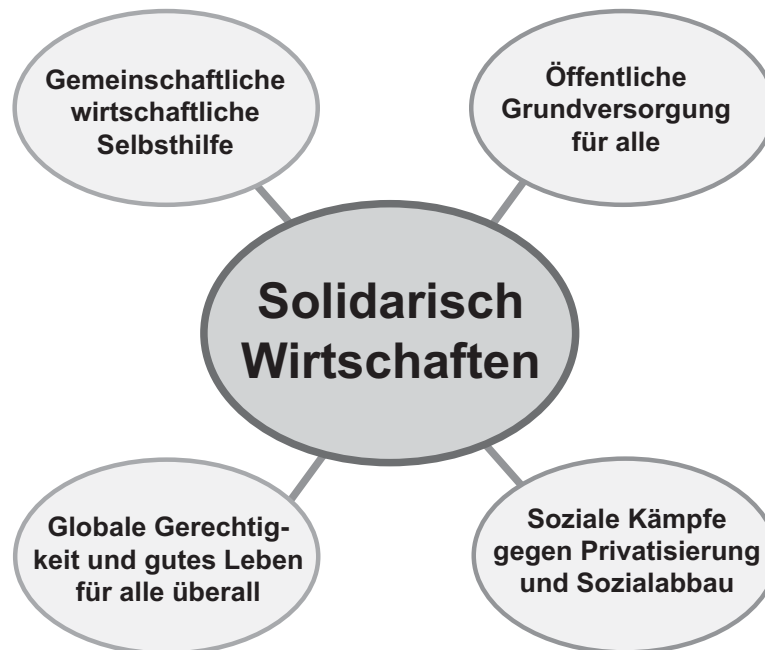 Gemeinschaftliche
wirtschaftliche
Selbsthilfe
Öffentliche
Grundversorgung
für alle
Solidarisch
Wirtschaften
Globale Gerechtig-
keit und gutes Leben
für alle überall
Soziale Kämpfe
gegen Privatisierung
und Sozialabbau